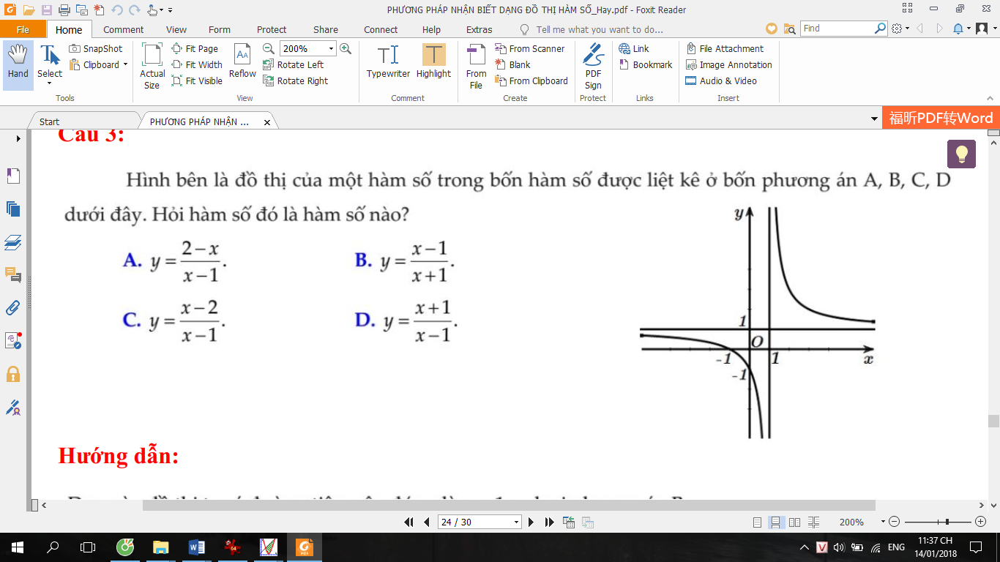 PHƯƠNG PHÁP NHẬN BIẾT DẠNG ĐỒ THỊ HÀM SỐ_Hay.pdf - Foxit Reader
File Home Comment View Form Protect Share Connect Help Extras Tell me what you want to do... Find
Hand
Select
SnapShot
Clipboard
Tools
Actual Size
Fit Page
Fit Width
Fit Visible
Reflow
200%
Rotate Left
Rotate Right
View
Typewriter
Highlight
Comment
From File
From Scanner
Blank
From Clipboard
Create
PDF Sign
Protect
Link
Bookmark
Links
File Attachment
Image Annotation
Audio & Video
Insert
Start PHƯƠNG PHÁP NHẬN ... 福昕PDF转Word
Câu 3:
Hình bên là đồ thị của một hàm số trong bốn hàm số được liệt kê ở bốn phương án A, B, C, D
dưới đây. Hỏi hàm số đó là hàm số nào?
A. y = (2 − x)/(x − 1). B. y = (x − 1)/(x + 1).
C. y = (x − 2)/(x − 1). D. y = (x + 1)/(x − 1).
y
1
O
-1 1 x
-1
Hướng dẫn:
24 / 30 200%
ENG 11:37 CH
14/01/2018